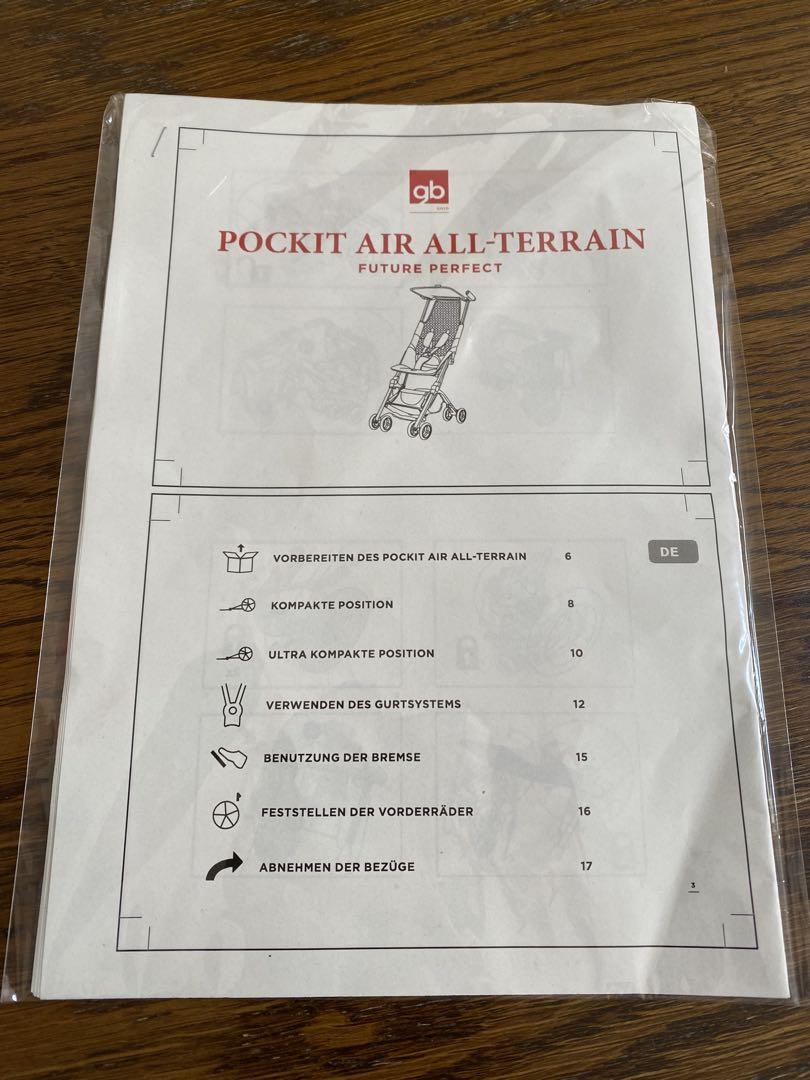 gb
GOLD
POCKIT AIR ALL-TERRAIN
FUTURE PERFECT
DE
VORBEREITEN DES POCKIT AIR ALL-TERRAIN 6
KOMPAKTE POSITION 8
ULTRA KOMPAKTE POSITION 10
VERWENDEN DES GURTSYSTEMS 12
BENUTZUNG DER BREMSE 15
FESTSTELLEN DER VORDERRÄDER 16
ABNEHMEN DER BEZÜGE 17
3